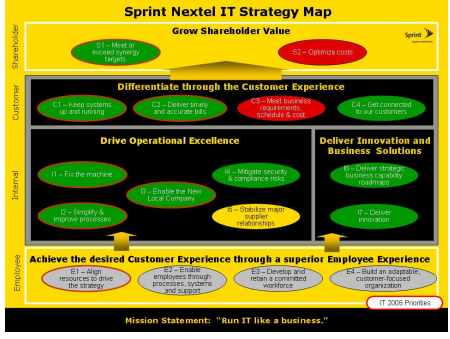 Sprint Nextel IT Strategy Map
Shareholder
Grow Shareholder Value
S1 – Meet or
exceed synergy
targets
S2 – Optimize costs
Sprint
Customer
Differentiate through the Customer Experience
C1 – Keep systems
up and running
C2 – Deliver timely
and accurate bills
C3 – Meet business
requirements,
schedule & cost
C4 – Get connected
to our customers
Internal
Drive Operational Excellence
I1 – Fix the machine
I2 – Simplify &
improve processes
I3 – Enable the New
Local Company
I4 – Mitigate security
& compliance risks
I5 – Stabilize major
supplier
relationships
Deliver Innovation and
Business Solutions
I6 – Deliver strategic
business capability
roadmaps
I7 – Deliver
innovation
Employee
Achieve the desired Customer Experience through a superior Employee Experience
E1 – Align
resources to drive
the strategy
E2 – Enable
employees through
processes, systems
and support
E3 – Develop and
retain a committed
workforce
E4 – Build an adaptable,
customer-focused
organization
IT 2006 Priorities
Mission Statement: "Run IT like a business."